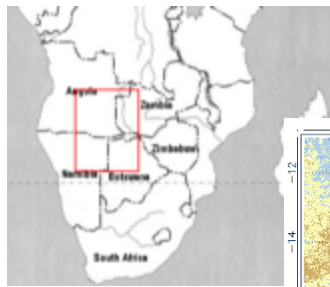 Angola
Zambia
Zimbabwe
Namibia
Botswana
South Africa
−12
−14